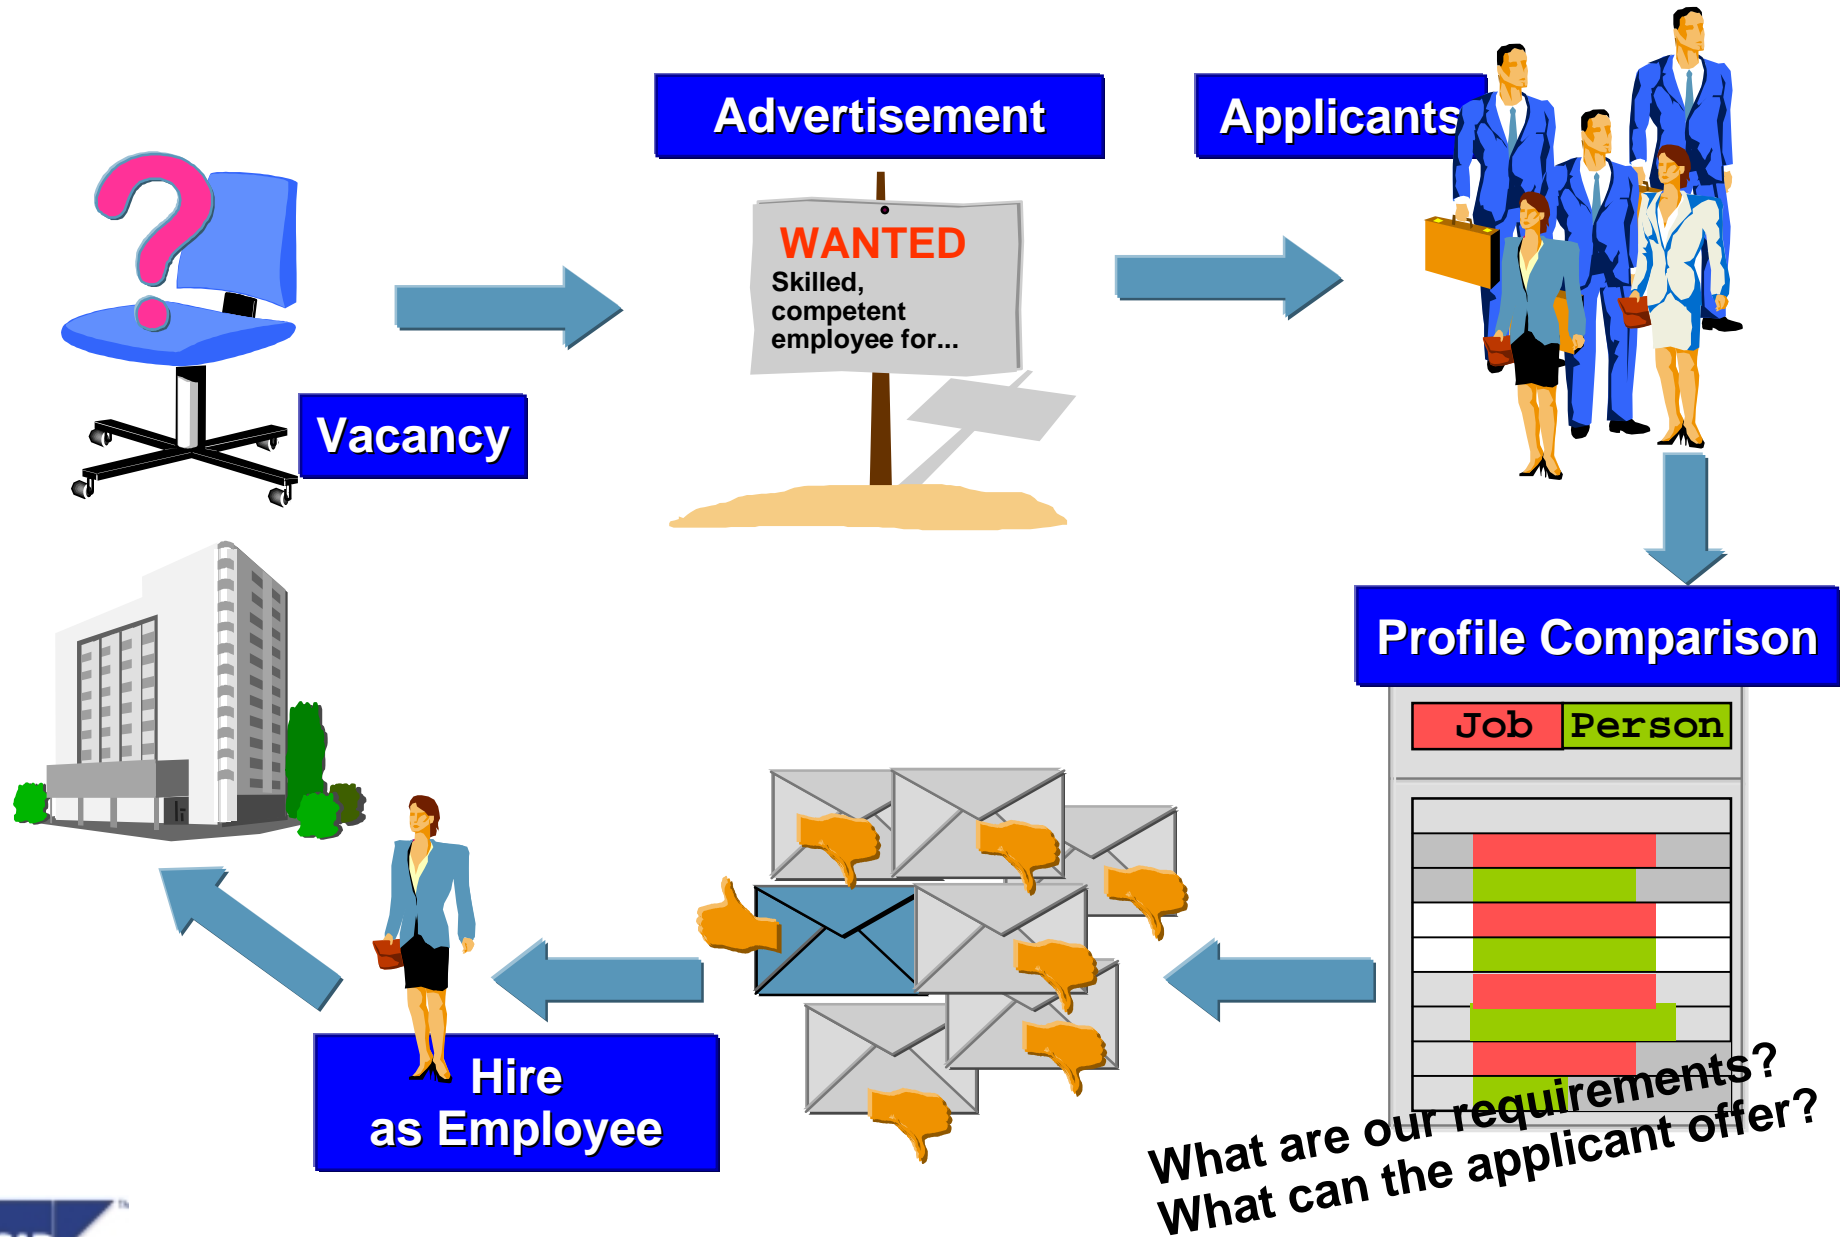 Advertisement
Applicants
WANTED
Skilled,
competent
employee for...
Vacancy
Profile Comparison
Job Person
Hire
as Employee
What are our requirements?
What can the applicant offer?